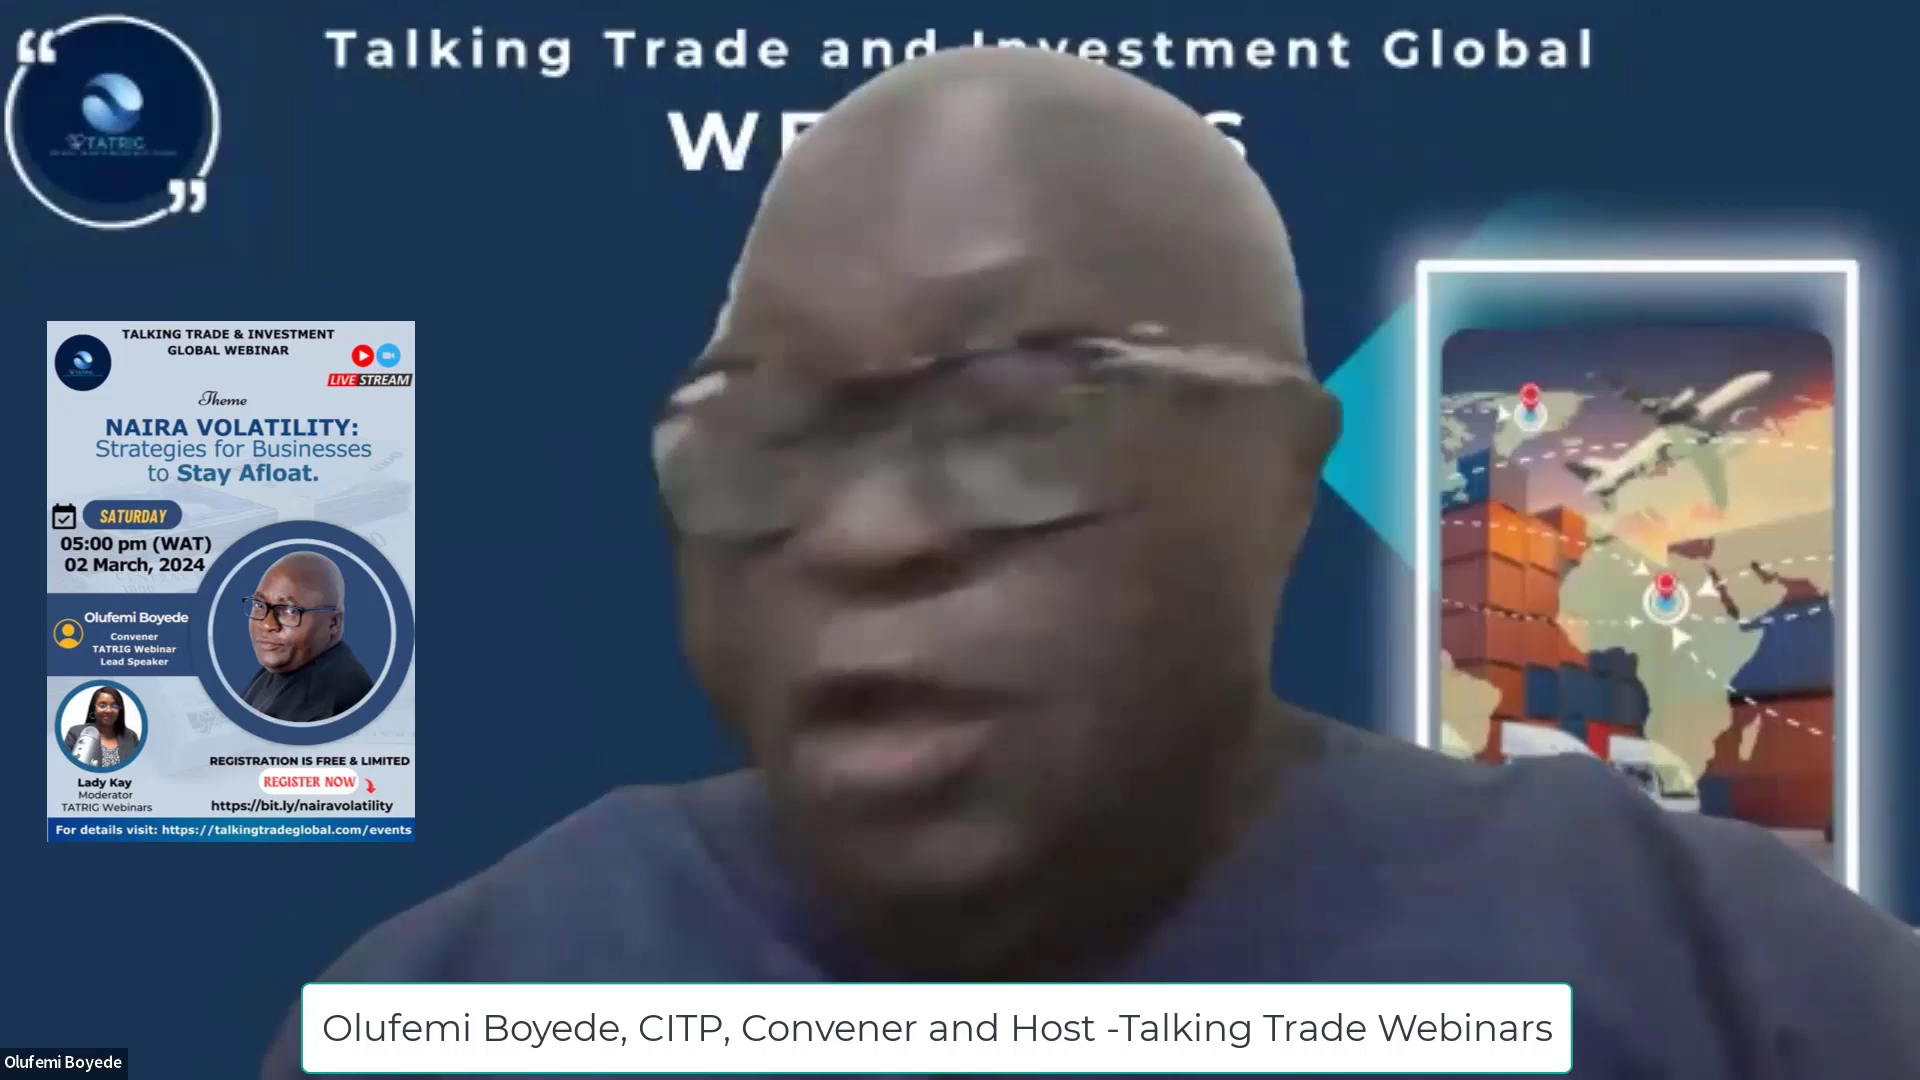 Talking Trade and Investment Global
TATRIG
TALKING TRADE & INVESTMENT
GLOBAL WEBINAR
LIVE STREAM
Theme
NAIRA VOLATILITY:
Strategies for Businesses
to Stay Afloat.
SATURDAY
05:00 pm (WAT)
02 March, 2024
Olufemi Boyede
Convener
TATRIG Webinar
Lead Speaker
Lady Kay
Moderator
TATRIG Webinars
REGISTRATION IS FREE & LIMITED
REGISTER NOW
https://bit.ly/nairavolatility
For details visit: https://talkingtradeglobal.com/events
Olufemi Boyede, CITP, Convener and Host -Talking Trade Webinars
Olufemi Boyede